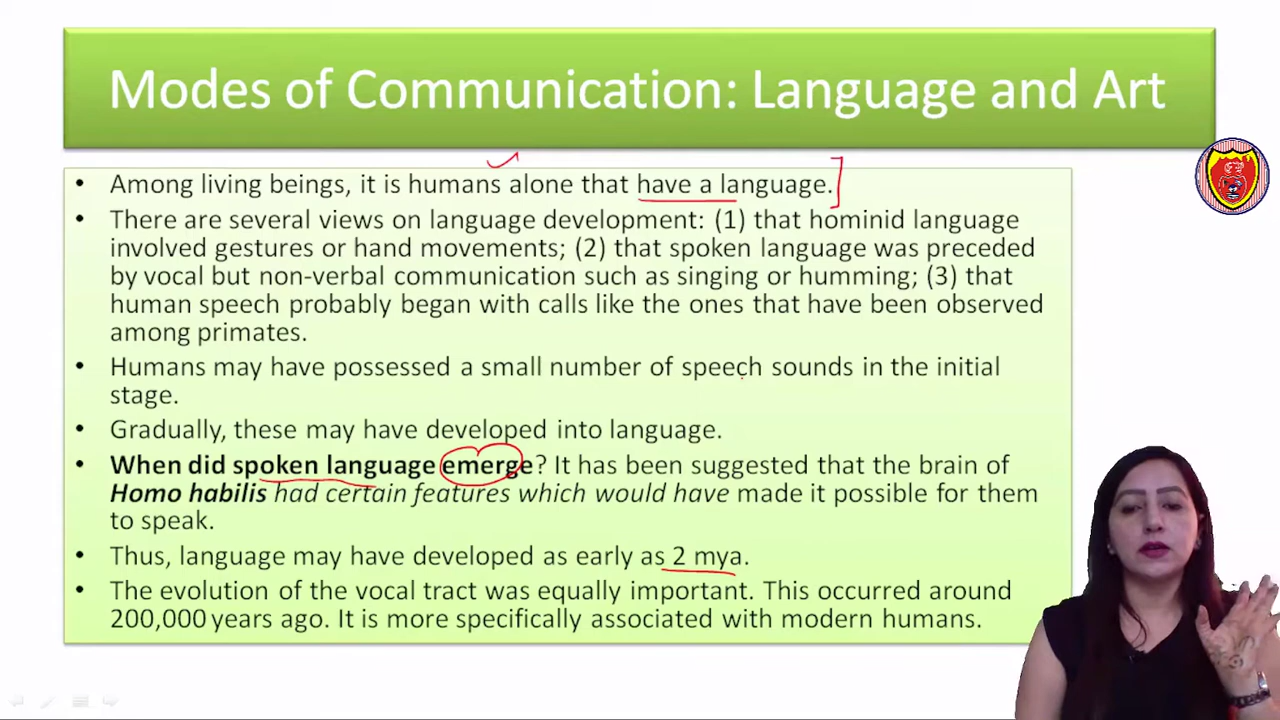 Modes of Communication: Language and Art
• Among living beings, it is humans alone that have a language.
• There are several views on language development: (1) that hominid language
involved gestures or hand movements; (2) that spoken language was preceded
by vocal but non-verbal communication such as singing or humming; (3) that
human speech probably began with calls like the ones that have been observed
among primates.
• Humans may have possessed a small number of speech sounds in the initial
stage.
• Gradually, these may have developed into language.
• When did spoken language emerge? It has been suggested that the brain of
Homo habilis had certain features which would have made it possible for them
to speak.
• Thus, language may have developed as early as 2 mya.
• The evolution of the vocal tract was equally important. This occurred around
200,000 years ago. It is more specifically associated with modern humans.